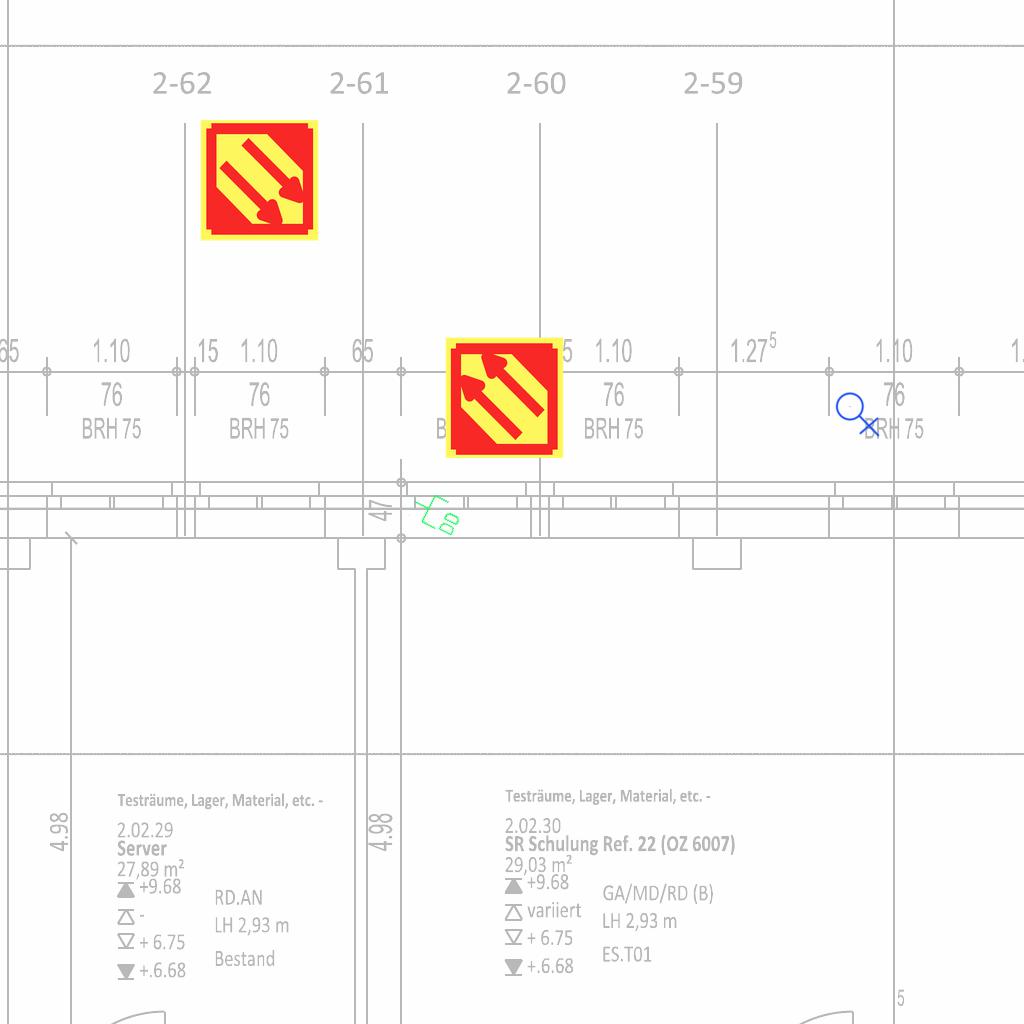 2-62 2-61 2-60 2-59
65 1.10 15 1.10 65 5 1.10 1.27⁵ 1.10 1.
76 76 76 76
BRH 75 BRH 75 B BRH 75 BRH 75
47
4.98
4.98
Testräume, Lager, Material, etc. -
2.02.29
Server
27,89 m²
+9.68
-
+ 6.75
+.6.68
RD.AN
LH 2,93 m
Bestand
Testräume, Lager, Material, etc. -
2.02.30
SR Schulung Ref. 22 (OZ 6007)
29,03 m²
+9.68
variiert
+ 6.75
+.6.68
GA/MD/RD (B)
LH 2,93 m
ES.T01
5